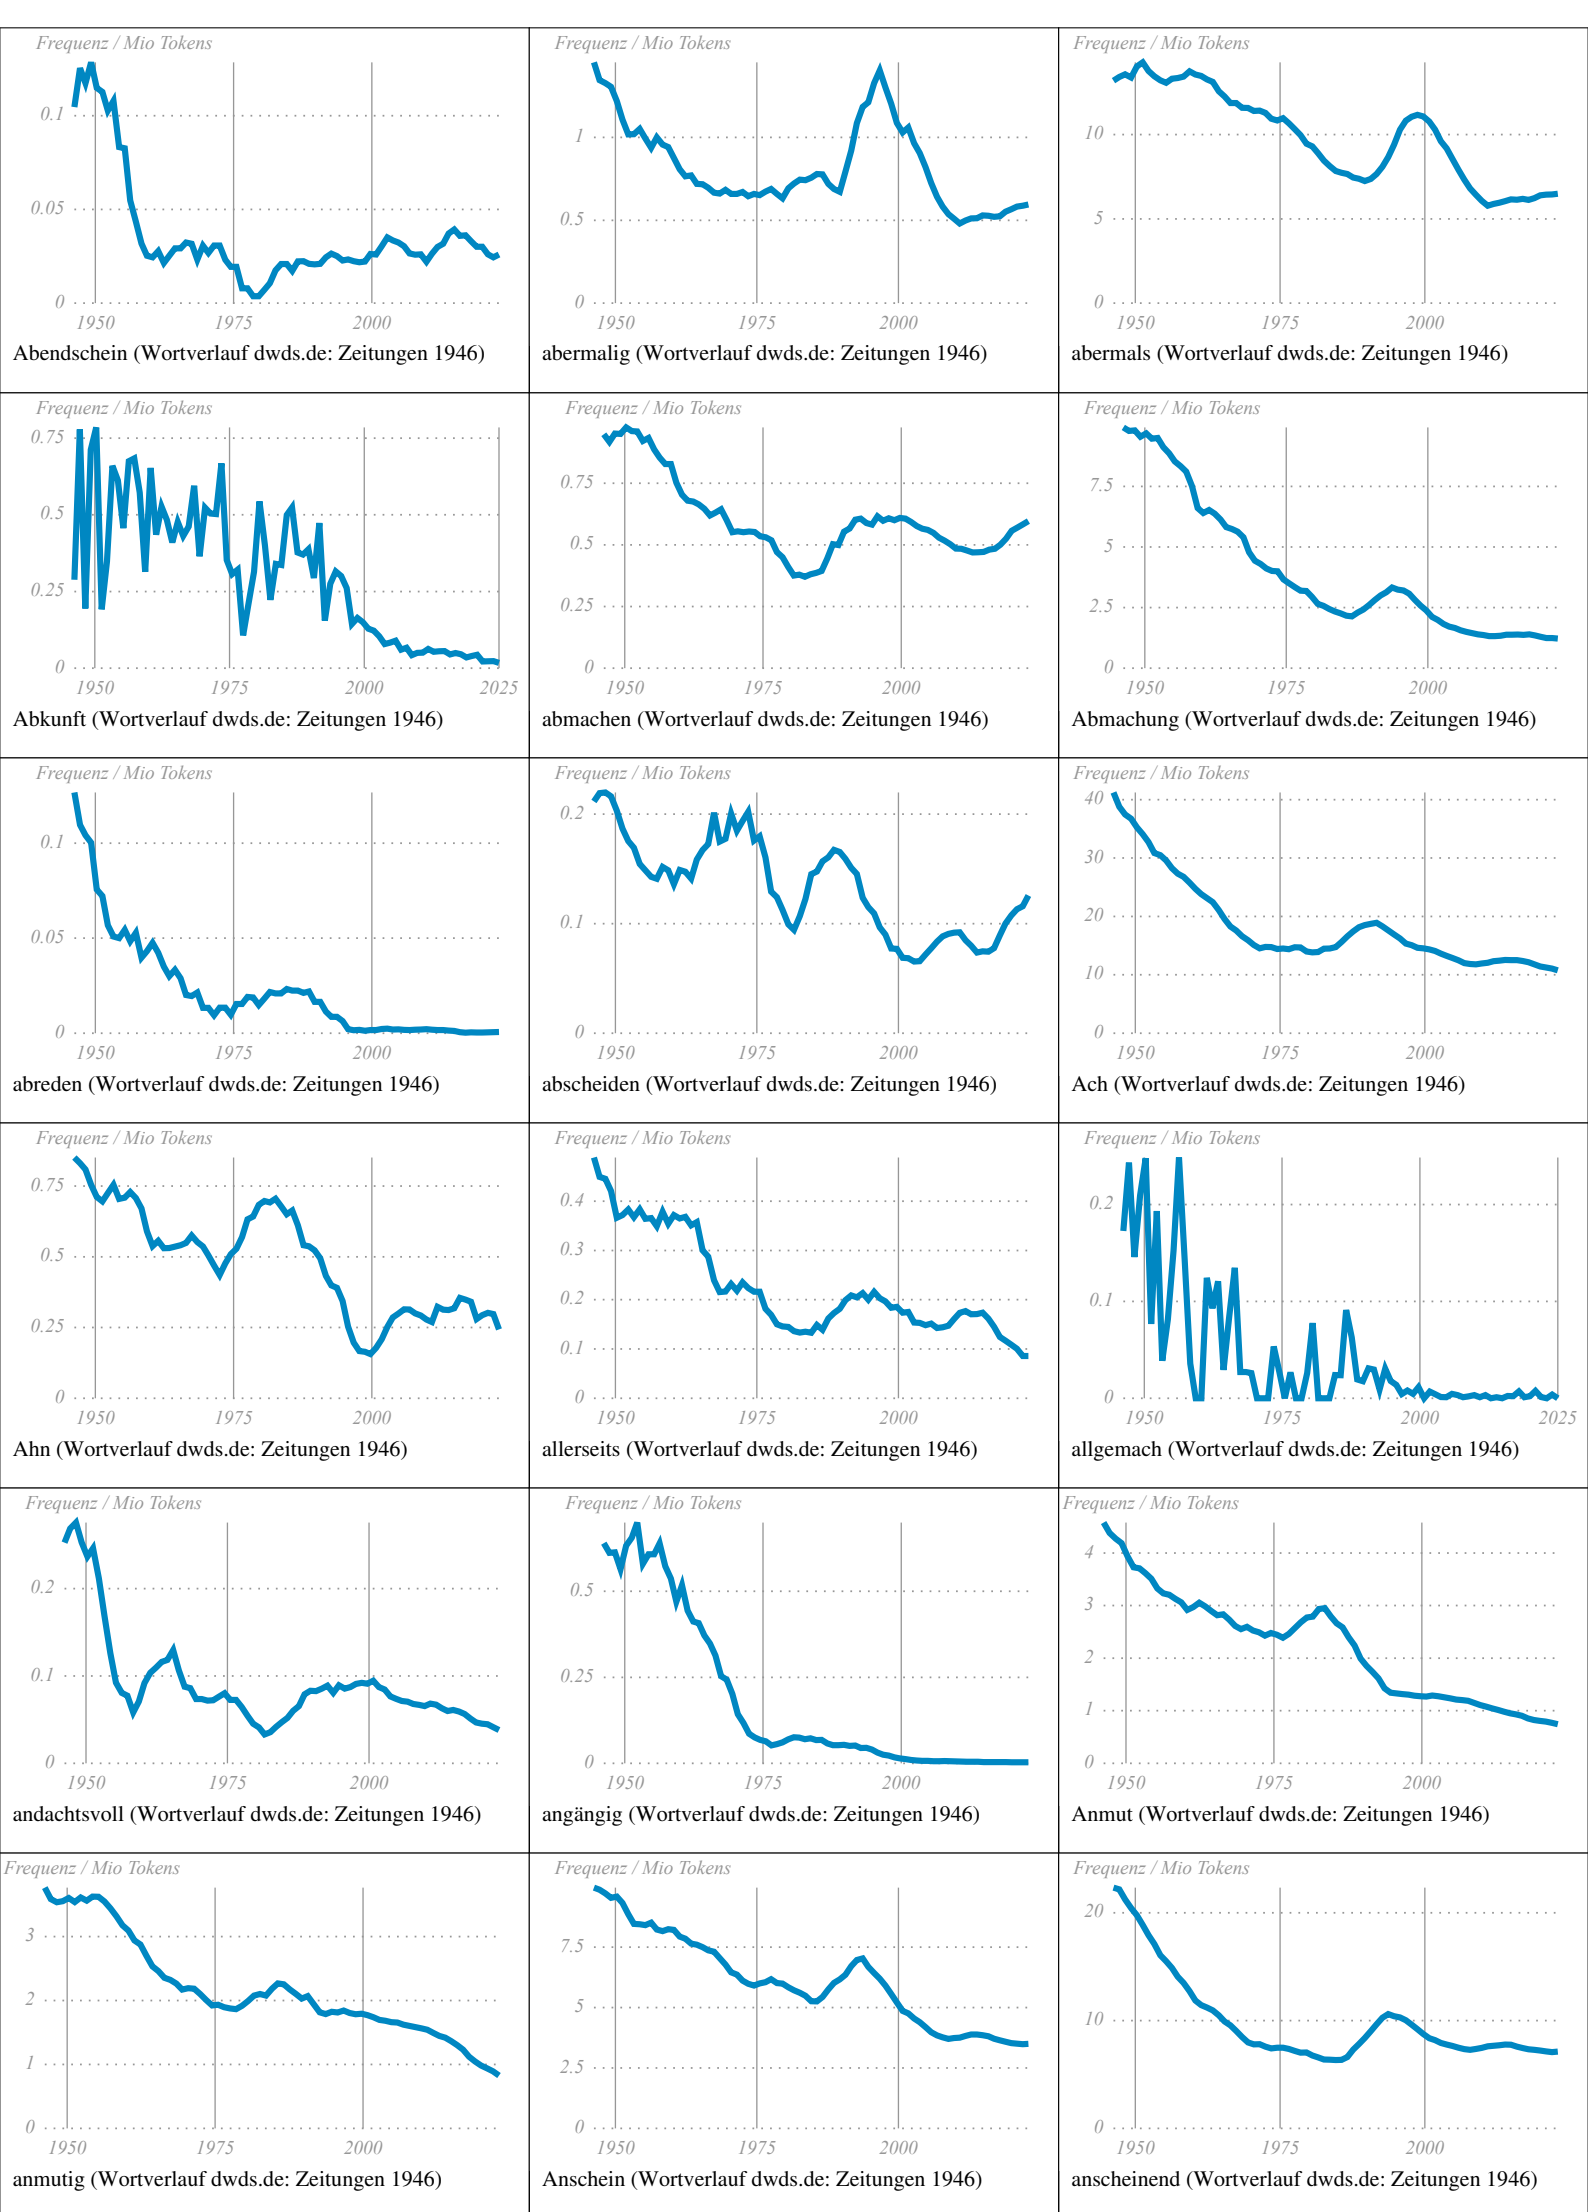 Frequenz / Mio Tokens
0.1
0.05
0
1950 1975 2000
Abendschein (Wortverlauf dwds.de: Zeitungen 1946)
Frequenz / Mio Tokens
1
0.5
0
1950 1975 2000
abermalig (Wortverlauf dwds.de: Zeitungen 1946)
Frequenz / Mio Tokens
10
5
0
1950 1975 2000
abermals (Wortverlauf dwds.de: Zeitungen 1946)
Frequenz / Mio Tokens
0.75
0.5
0.25
0
1950 1975 2000 2025
Abkunft (Wortverlauf dwds.de: Zeitungen 1946)
Frequenz / Mio Tokens
0.75
0.5
0.25
0
1950 1975 2000
abmachen (Wortverlauf dwds.de: Zeitungen 1946)
Frequenz / Mio Tokens
7.5
5
2.5
0
1950 1975 2000
Abmachung (Wortverlauf dwds.de: Zeitungen 1946)
Frequenz / Mio Tokens
0.1
0.05
0
1950 1975 2000
abreden (Wortverlauf dwds.de: Zeitungen 1946)
Frequenz / Mio Tokens
0.2
0.1
0
1950 1975 2000
abscheiden (Wortverlauf dwds.de: Zeitungen 1946)
Frequenz / Mio Tokens
40
30
20
10
0
1950 1975 2000
Ach (Wortverlauf dwds.de: Zeitungen 1946)
Frequenz / Mio Tokens
0.75
0.5
0.25
0
1950 1975 2000
Ahn (Wortverlauf dwds.de: Zeitungen 1946)
Frequenz / Mio Tokens
0.4
0.3
0.2
0.1
0
1950 1975 2000
allerseits (Wortverlauf dwds.de: Zeitungen 1946)
Frequenz / Mio Tokens
0.2
0.1
0
1950 1975 2000 2025
allgemach (Wortverlauf dwds.de: Zeitungen 1946)
Frequenz / Mio Tokens
0.2
0.1
0
1950 1975 2000
andachtsvoll (Wortverlauf dwds.de: Zeitungen 1946)
Frequenz / Mio Tokens
0.5
0.25
0
1950 1975 2000
angängig (Wortverlauf dwds.de: Zeitungen 1946)
Frequenz / Mio Tokens
4
3
2
1
0
1950 1975 2000
Anmut (Wortverlauf dwds.de: Zeitungen 1946)
Frequenz / Mio Tokens
3
2
1
0
1950 1975 2000
anmutig (Wortverlauf dwds.de: Zeitungen 1946)
Frequenz / Mio Tokens
7.5
5
2.5
0
1950 1975 2000
Anschein (Wortverlauf dwds.de: Zeitungen 1946)
Frequenz / Mio Tokens
20
10
0
1950 1975 2000
anscheinend (Wortverlauf dwds.de: Zeitungen 1946)